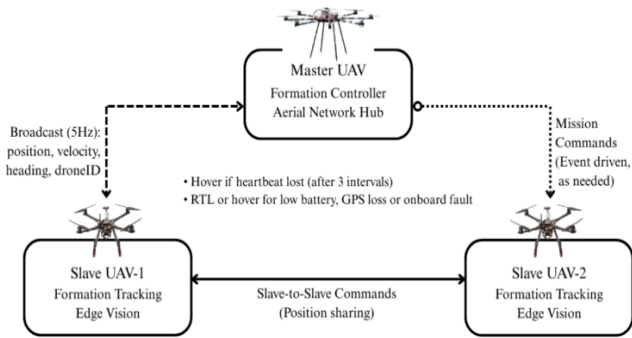 Master UAV
Formation Controller
Aerial Network Hub
Broadcast (5Hz):
position, velocity,
heading, droneID
Mission
Commands
(Event driven,
as needed)
• Hover if heartbeat lost (after 3 intervals)
• RTL or hover for low battery, GPS loss or onboard fault
Slave UAV-1
Formation Tracking
Edge Vision
Slave-to-Slave Commands
(Position sharing)
Slave UAV-2
Formation Tracking
Edge Vision